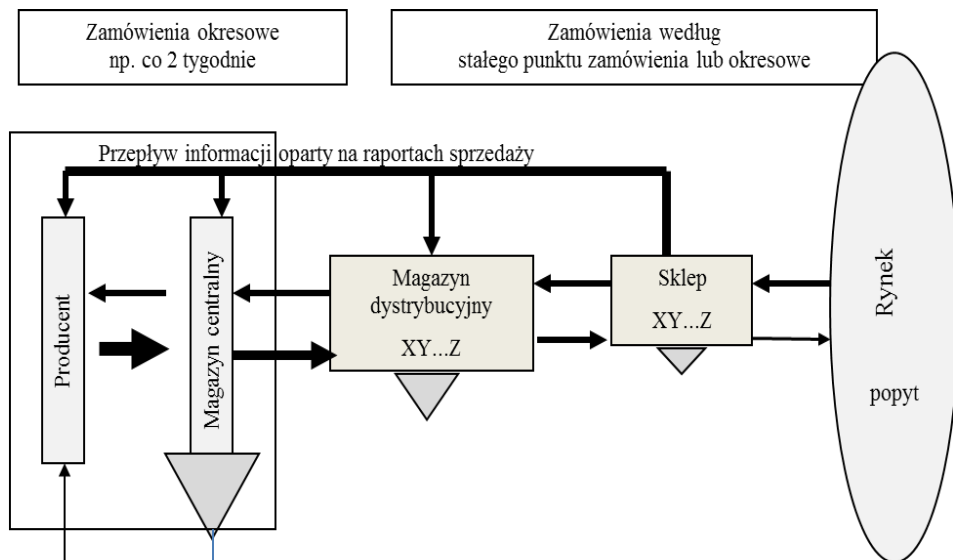 Zamówienia okresowe
np. co 2 tygodnie
Zamówienia według
stałego punktu zamówienia lub okresowe
Przepływ informacji oparty na raportach sprzedaży
Producent
Magazyn centralny
Magazyn
dystrybucyjny
XY...Z
Sklep
XY...Z
Rynek
popyt